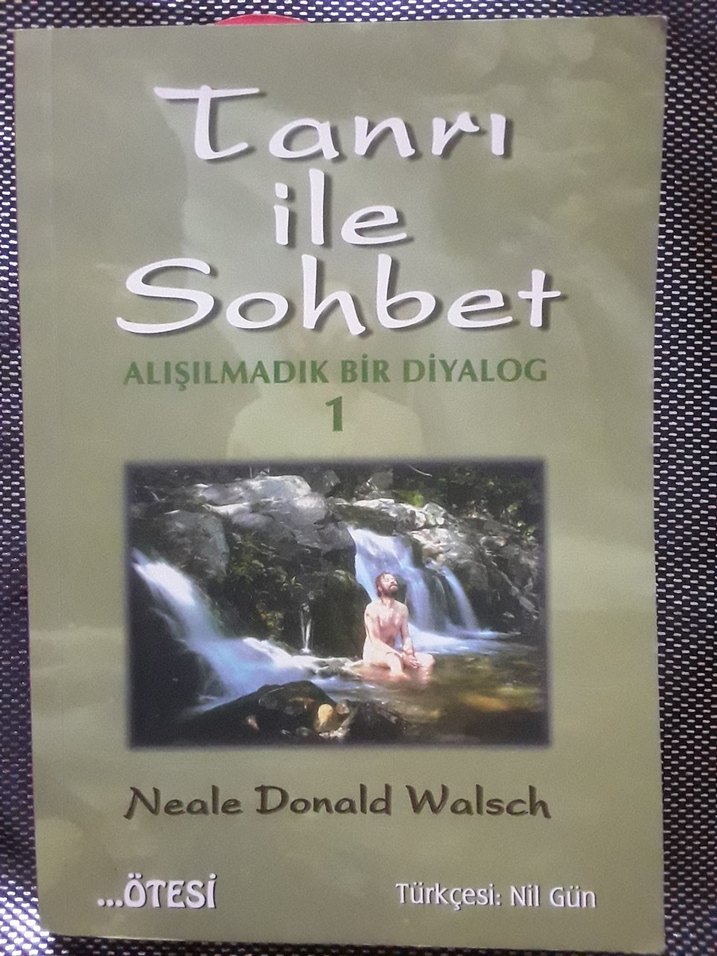 Tanrı
ile
Sohbet
ALIŞILMADIK BİR DİYALOG
1
Neale Donald Walsch
...ÖTESİ
Türkçesi: Nil Gün